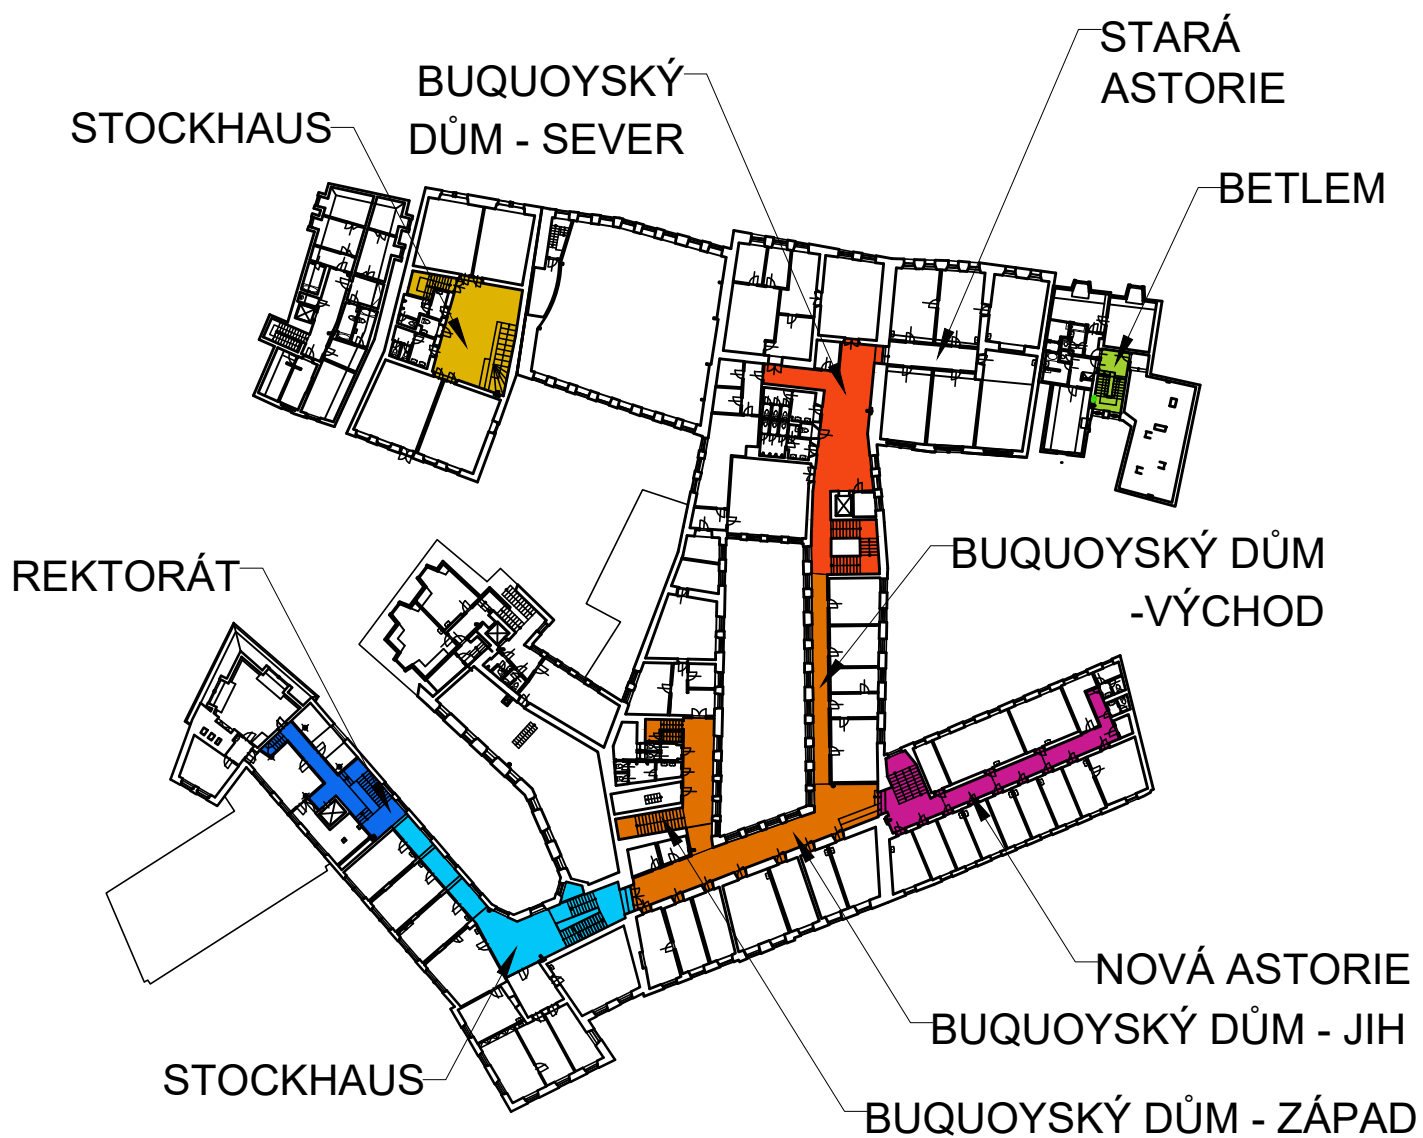 STARÁ
ASTORIE
BUQUOYSKÝ
DŮM - SEVER
STOCKHAUS
BETLEM
BUQUOYSKÝ DŮM
-VÝCHOD
REKTORÁT
NOVÁ ASTORIE
BUQUOYSKÝ DŮM - JIH
STOCKHAUS
BUQUOYSKÝ DŮM - ZÁPAD